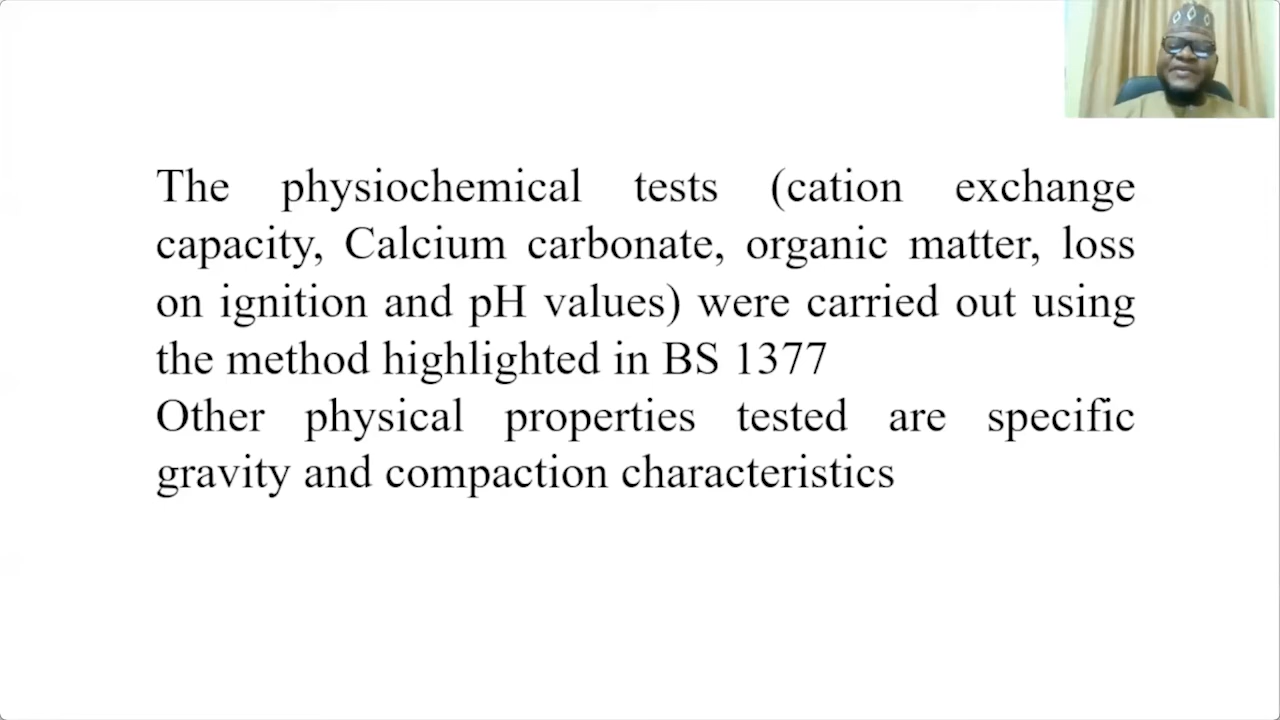 The physiochemical tests (cation exchange
capacity, Calcium carbonate, organic matter, loss
on ignition and pH values) were carried out using
the method highlighted in BS 1377
Other physical properties tested are specific
gravity and compaction characteristics